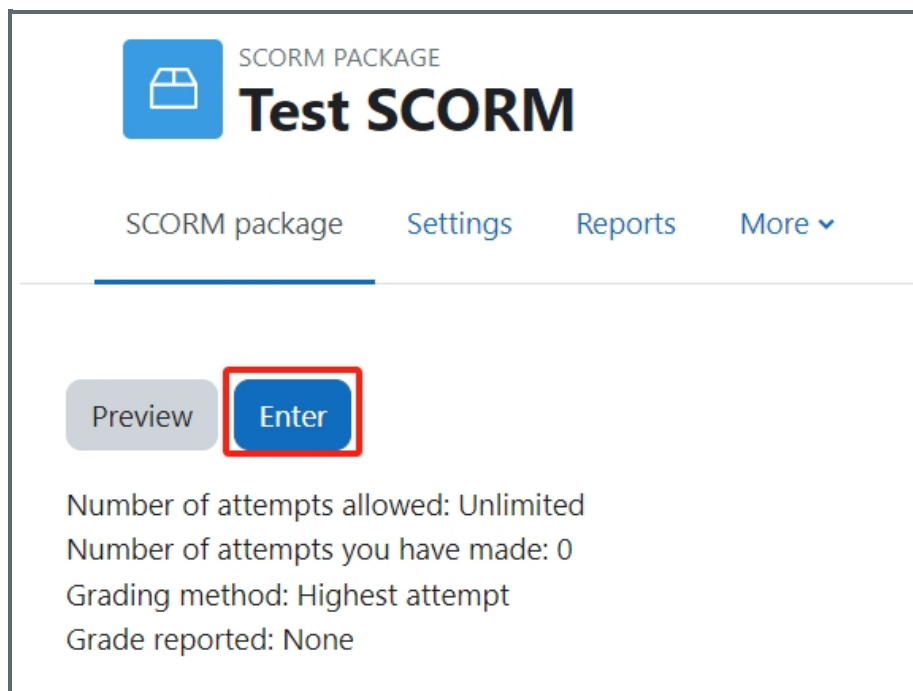 SCORM PACKAGE
Test SCORM
SCORM package Settings Reports More
Preview Enter
Number of attempts allowed: Unlimited
Number of attempts you have made: 0
Grading method: Highest attempt
Grade reported: None